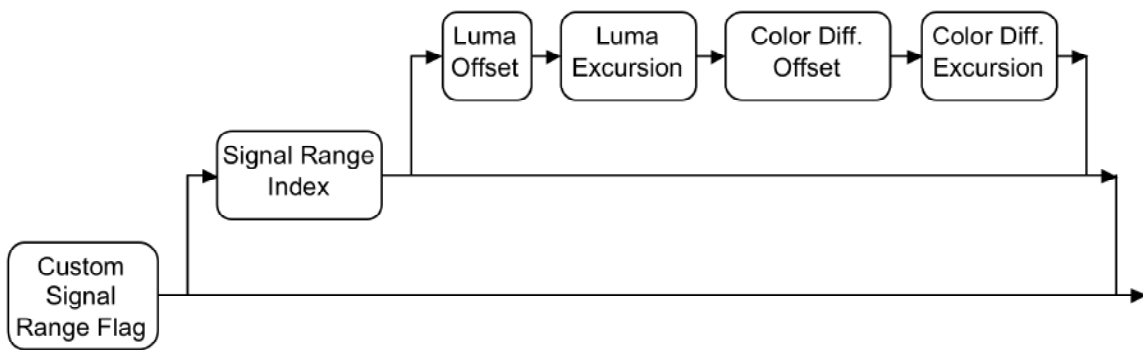 Luma
Offset
Luma
Excursion
Color Diff.
Offset
Color Diff.
Excursion
Signal Range
Index
Custom
Signal
Range Flag